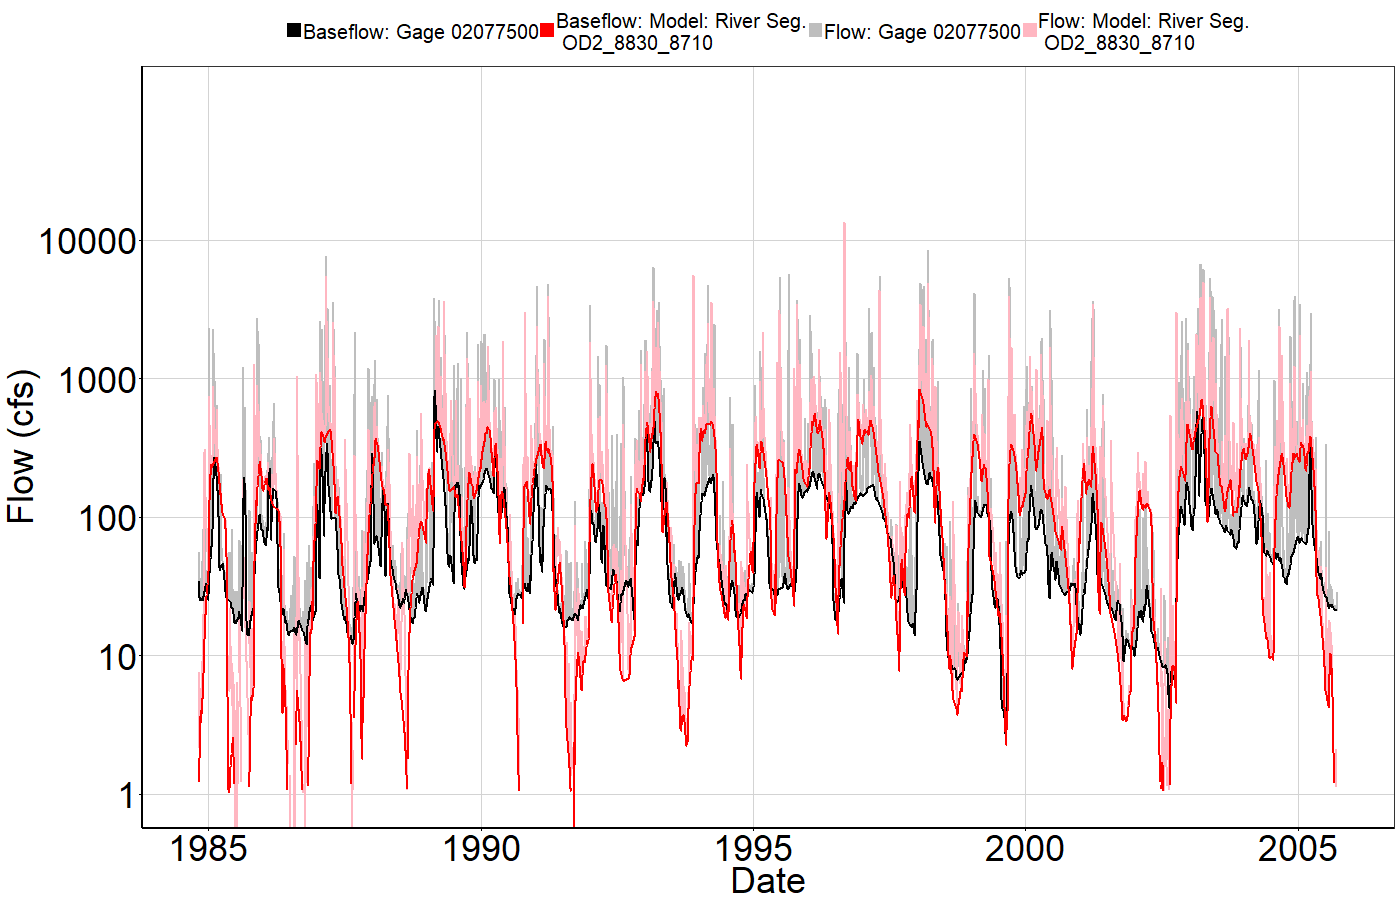 Baseflow: Gage 02077500
Baseflow: Model: River Seg.
OD2_8830_8710
Flow: Gage 02077500
Flow: Model: River Seg.
OD2_8830_8710
Flow (cfs)
10000
1000
100
10
1
1985
1990
1995
2000
2005
Date